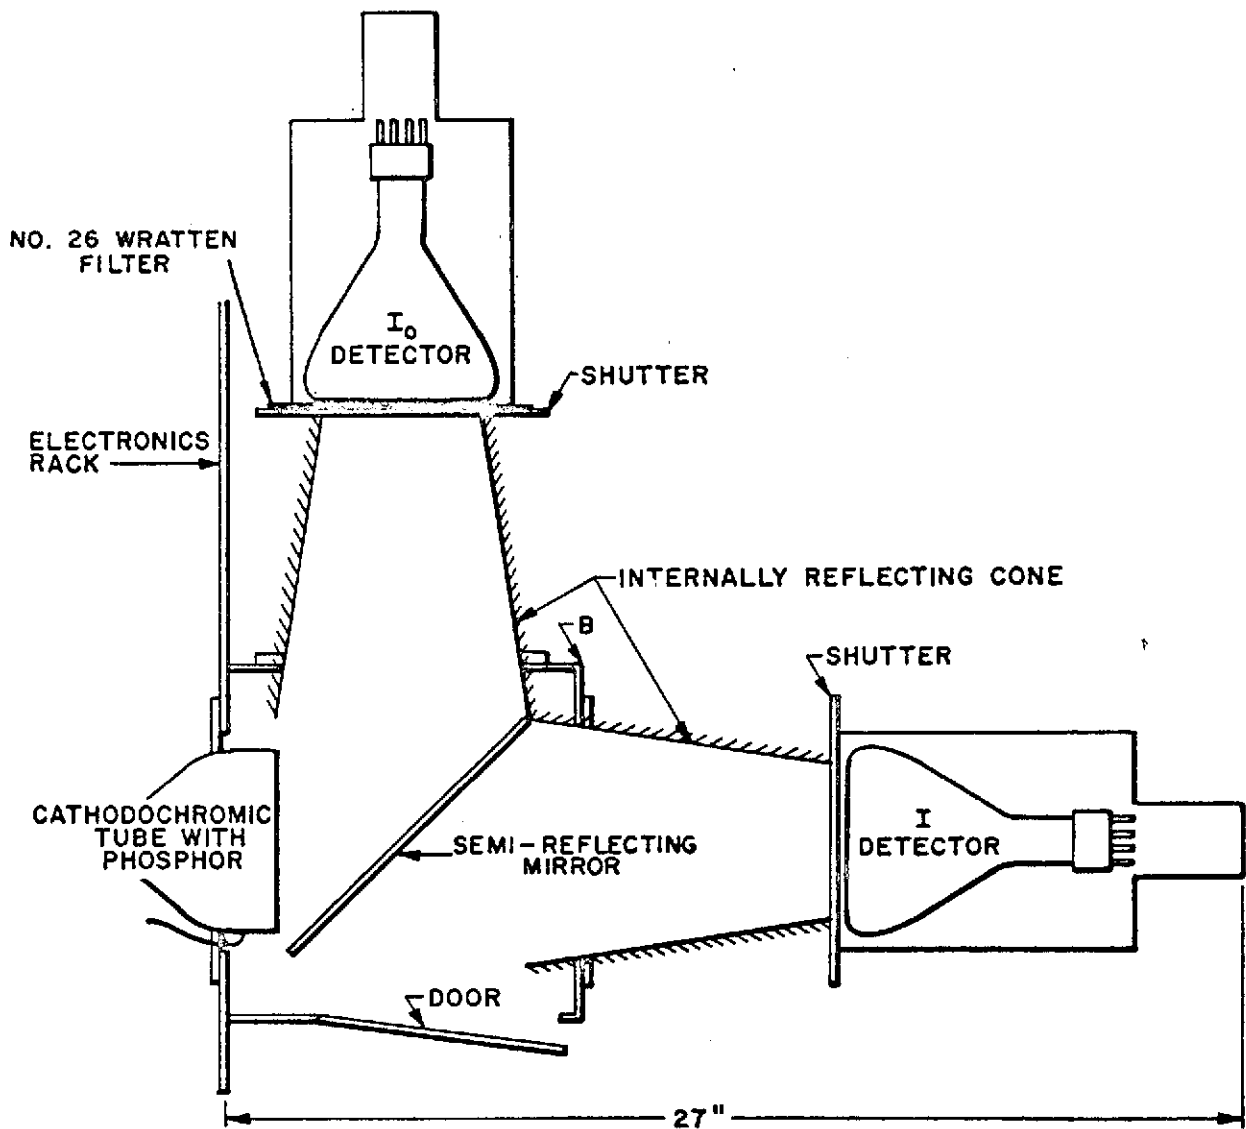 NO. 26 WRATTEN
FILTER
I₀
DETECTOR
SHUTTER
ELECTRONICS
RACK
INTERNALLY REFLECTING CONE
B
SHUTTER
CATHODOCHROMIC
TUBE WITH
PHOSPHOR
SEMI-REFLECTING
MIRROR
I
DETECTOR
DOOR
27"